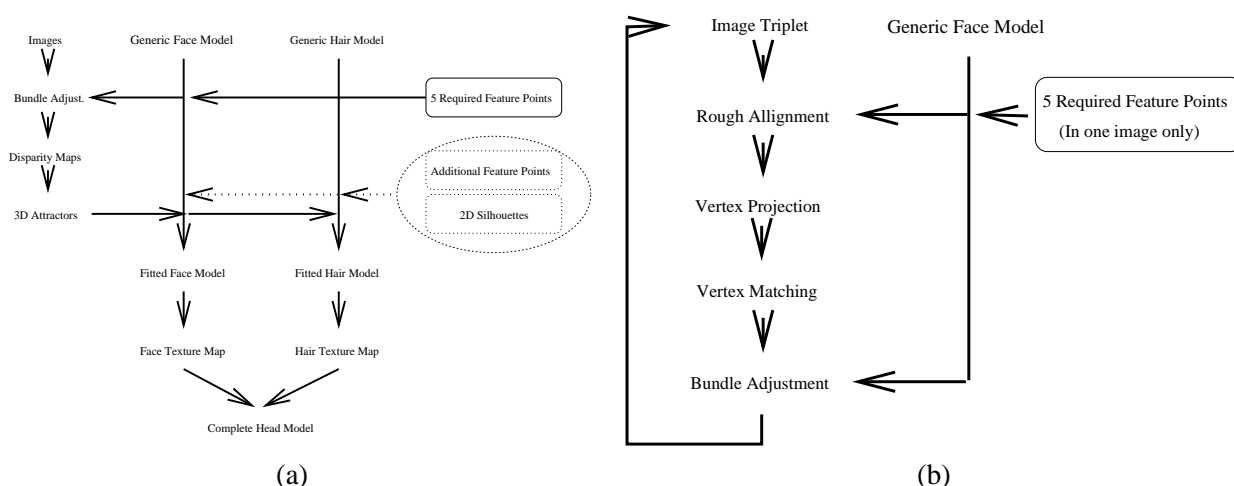 Images
Generic Face Model
Generic Hair Model
Bundle Adjust.
5 Required Feature Points
Disparity Maps
Additional Feature Points
3D Attractors
2D Silhouettes
Fitted Face Model
Fitted Hair Model
Face Texture Map
Hair Texture Map
Complete Head Model
(a)
Image Triplet
Generic Face Model
5 Required Feature Points
(In one image only)
Rough Allignment
Vertex Projection
Vertex Matching
Bundle Adjustment
(b)